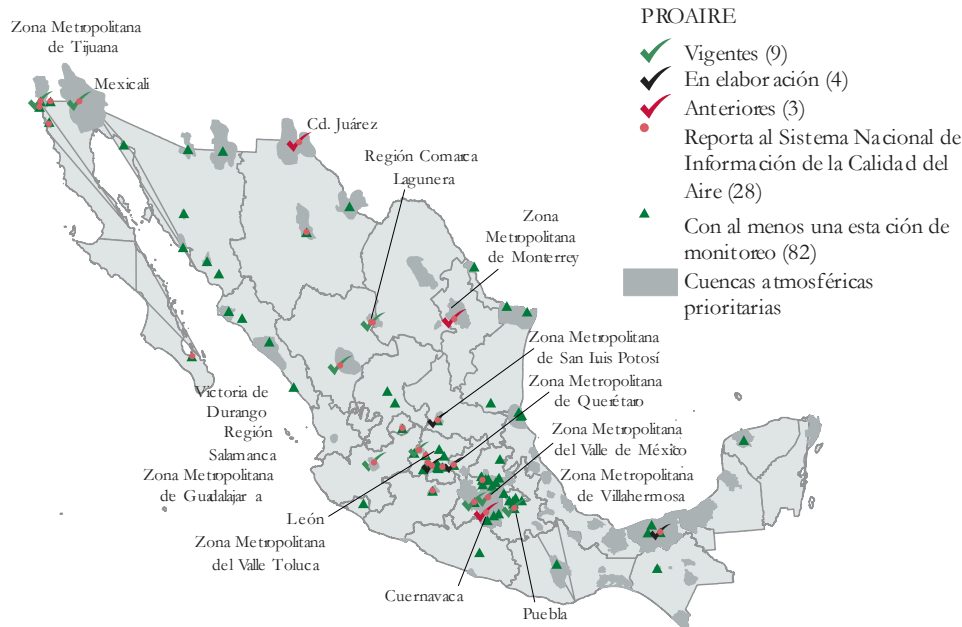 PROAIRE
Vigentes (9)
En elaboración (4)
Anteriores (3)
Reporta al Sistema Nacional de
Información de la Calidad del
Aire (28)
Con al menos una esta ción de
monitoreo (82)
Cuencas atmosféricas
prioritarias
Zona Metropolitana
de Tijuana
Mexicali
Cd. Juárez
Región Comarca
Lagunera
Zona
Metropolitana
de Monterrey
Zona Metropolitana
de San Luis Potosí
Zona Metropolitana
de Querétaro
Zona Metropolitana
del Valle de México
Zona Metropolitana
de Villahermosa
Victoria de
Durango
Región
Salamanca
Zona Metropolitana
de Guadalajar a
León
Zona Metropolitana
del Valle Toluca
Cuernavaca
Puebla